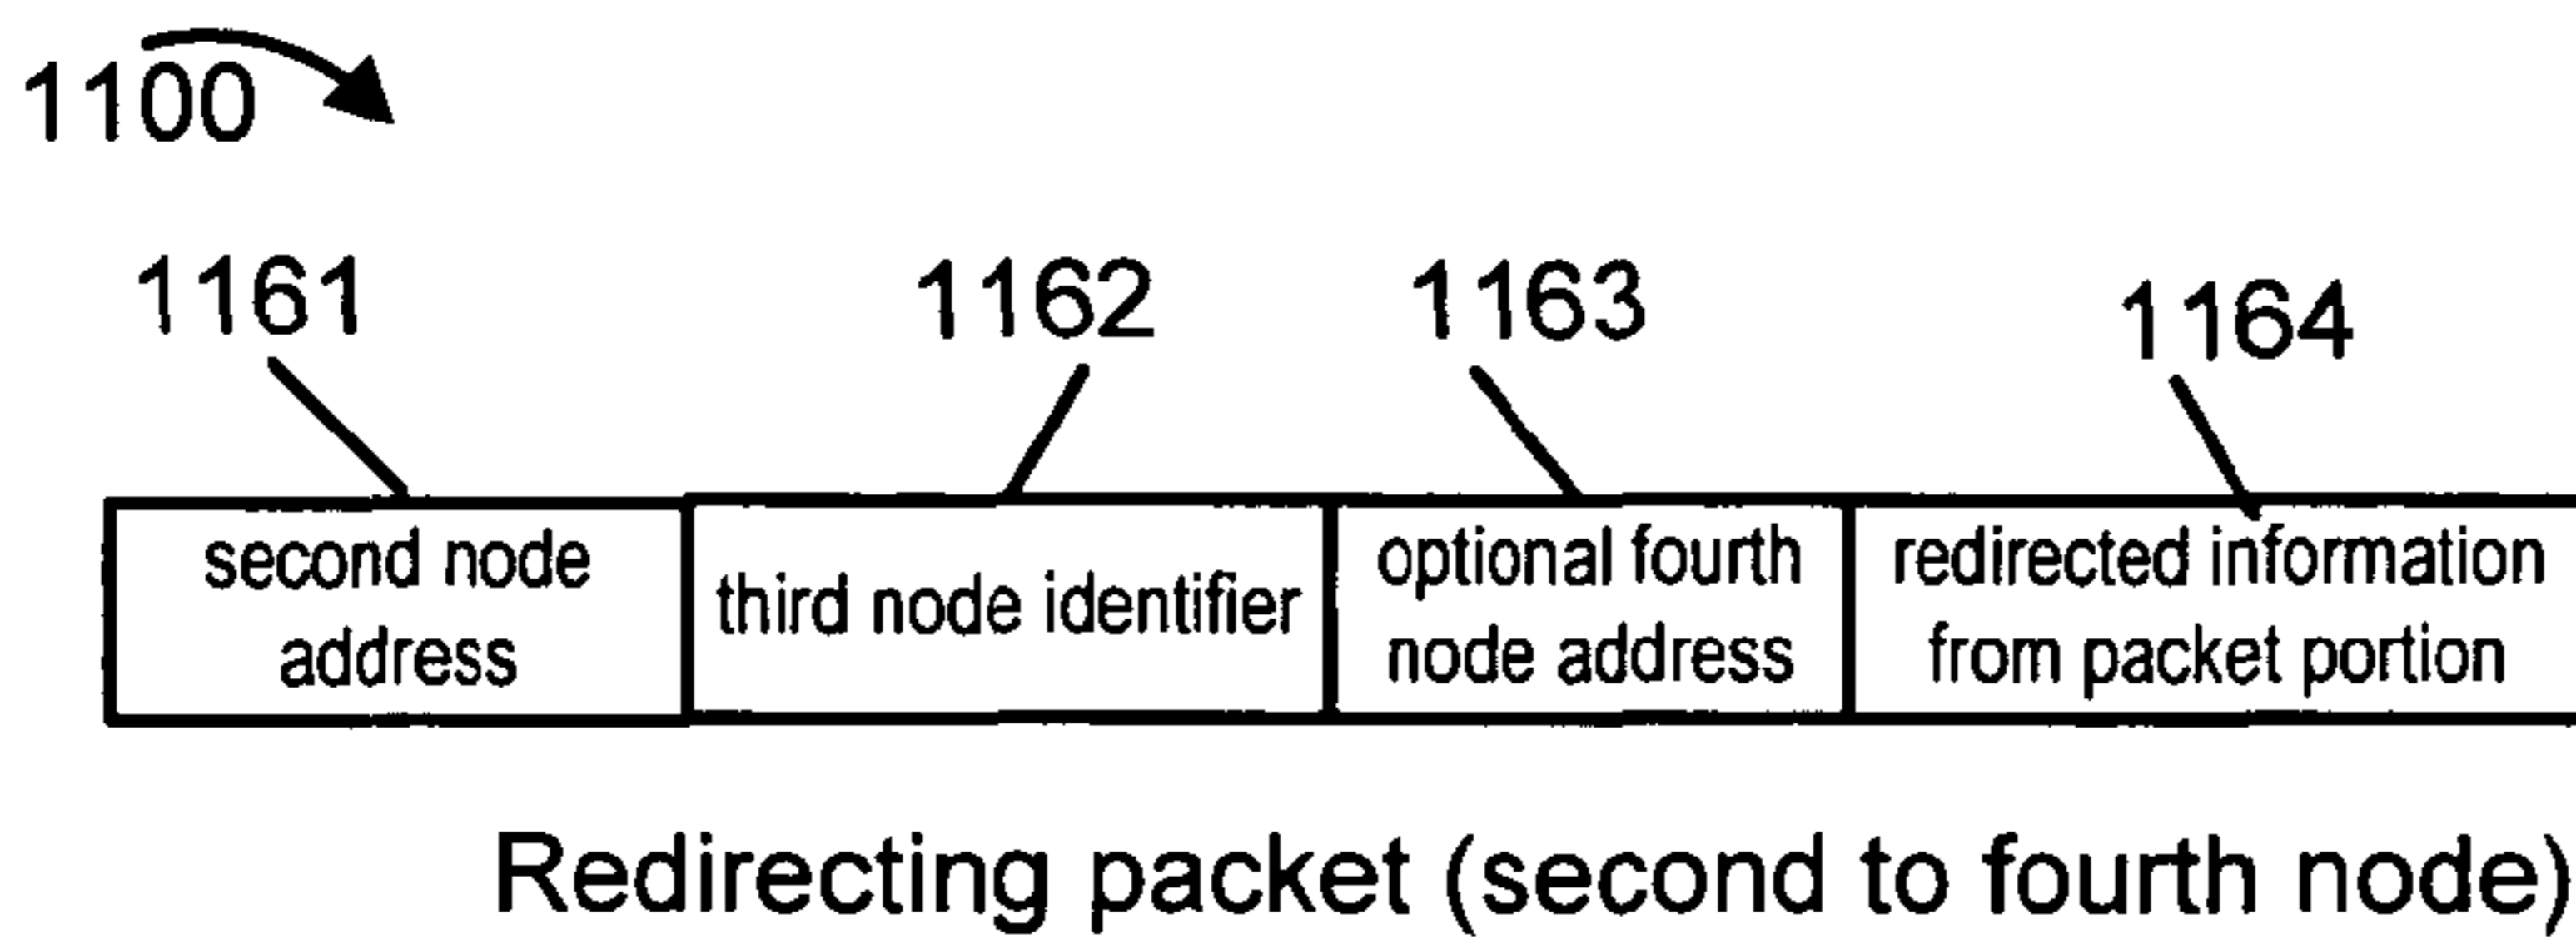 1100
1161
1162
1163
1164
second node
address
third node identifier
optional fourth
node address
redirected information
from packet portion
Redirecting packet (second to fourth node)